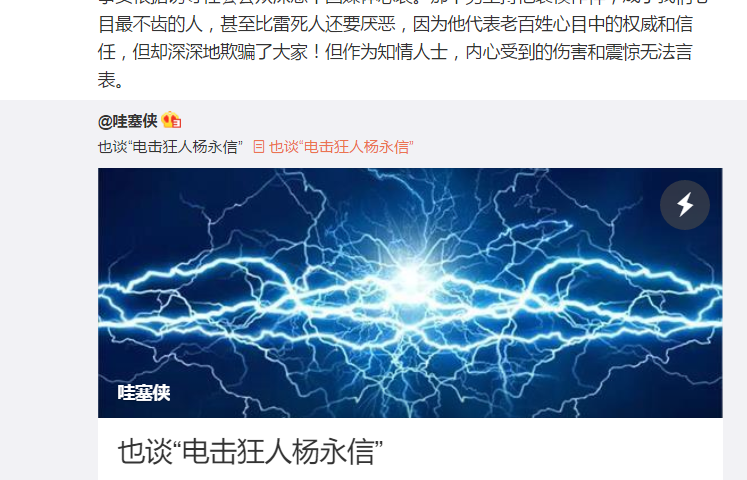 目最不齿的人，甚至比雷死人还要厌恶，因为他代表老百姓心目中的权威和信
任，但却深深地欺骗了大家！但作为知情人士，内心受到的伤害和震惊无法言
表。
@哇塞侠
也谈“电击狂人杨永信” 也谈“电击狂人杨永信”
哇塞侠
也谈“电击狂人杨永信”